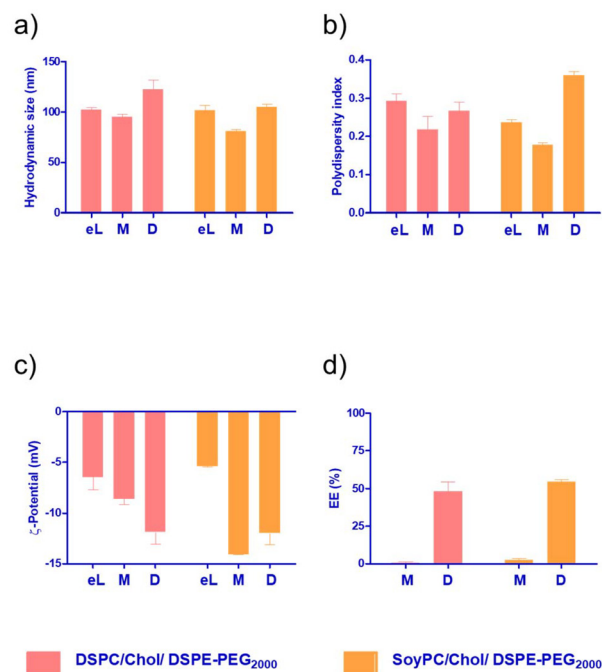 a)
Hydrodynamic size (nm)
150
100
50
0
eL M D eL M D
b)
Polydispersity index
0.4
0.3
0.2
0.1
0.0
eL M D eL M D
c)
ζ-Potential (mV)
0
-5
-10
-15
eL M D eL M D
d)
EE (%)
100
75
50
25
0
M D M D
DSPC/Chol/ DSPE-PEG2000
SoyPC/Chol/ DSPE-PEG2000